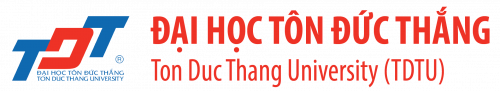 TDT
®
ĐẠI HỌC TÔN ĐỨC THẮNG
TON DUC THANG UNIVERSITY
ĐẠI HỌC TÔN ĐỨC THẮNG
Ton Duc Thang University (TDTU)